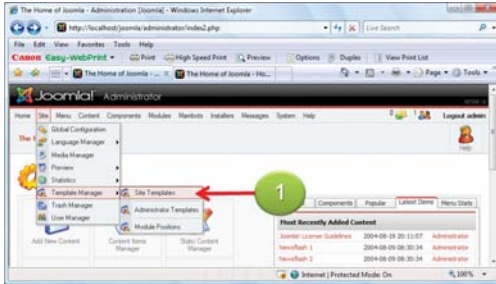 The Home of Joomla - Administration [Joomla] - Windows Internet Explorer
http://localhost/joomla/administrator/index2.php
Live Search
File Edit View Favorites Tools Help
Canon Easy-WebPrint Print High Speed Print Preview Options Duplex View Print List
The Home of Joomla - ... The Home of Joomla - Ho... Page Tools
Joomla! Administrator
Home Site Menu Content Components Modules Mambots Installers Messages System Help Logout admin
Global Configuration
Language Manager
Help
Media Manager
Preview
Statistics
Template Manager Site Templates
1
Trash Manager Administrator Templates
User Manager Module Positions
Components Popular Latest Items Menu Stats
Most Recently Added Content
Add New Content Content Items Manager Static Content Manager
Joomla! License Guidelines 2004-08-19 20:11:07 Administrator
Newsflash 1 2004-08-09 08:30:34 Administrator
Newsflash 2 2004-08-09 08:30:34 Administrator
Internet | Protected Mode: On 100%